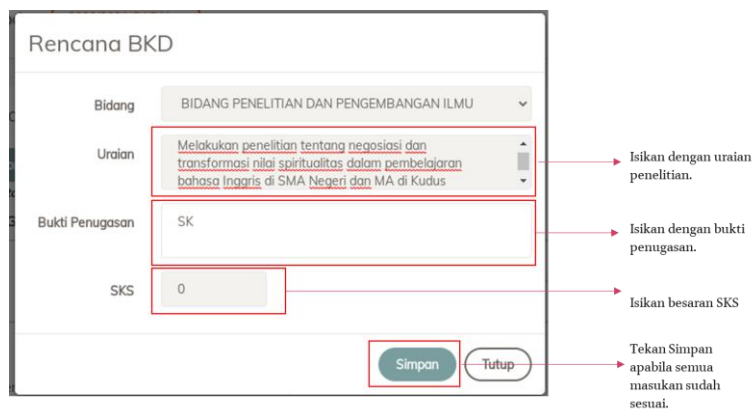 Rencana BKD
Bidang
BIDANG PENELITIAN DAN PENGEMBANGAN ILMU
Uraian
Melakukan penelitian tentang negosiasi dan
transformasi nilai spiritualitas dalam pembelajaran
bahasa Inggris di SMA Negeri dan MA di Kudus
Isikan dengan uraian
penelitian.
Bukti Penugasan
SK
Isikan dengan bukti
penugasan.
SKS
0
Isikan besaran SKS
Simpan
Tutup
Tekan Simpan
apabila semua
masukan sudah
sesuai.